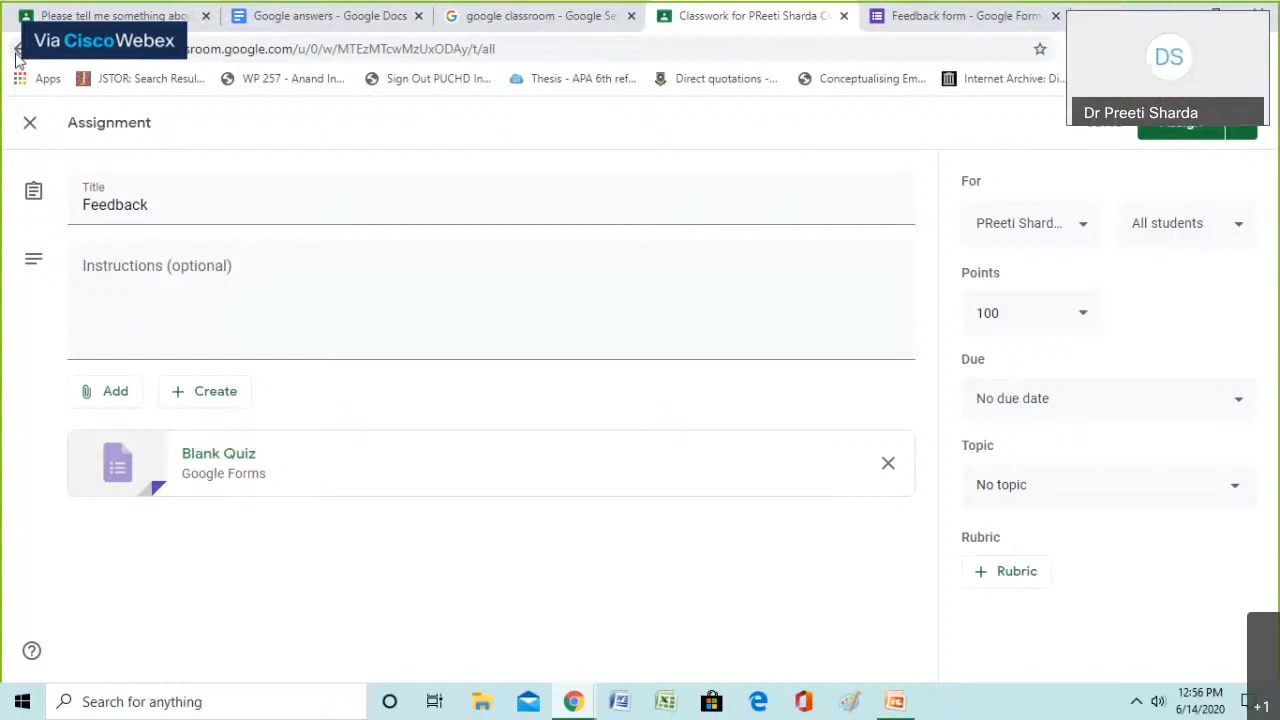 Please tell me something abou
Google answers - Google Do
google classroom - Google Se
Classwork for PReeti Sharda C
Feedback form - Google Form
Via CiscoWebex
room.google.com/u/0/w/MTEzMTcwMzUxODAy/t/all
Apps
JSTOR: Search Resul...
WP 257 - Anand In...
Sign Out PUCHD In...
Thesis - APA 6th ref...
Direct quotations -...
Conceptualising Em...
Internet Archive: Di
DS
Dr Preeti Sharda
Assignment
Title
Feedback
Instructions (optional)
Add
Create
Blank Quiz
Google Forms
For
PReeti Shard...
All students
Points
100
Due
No due date
Topic
No topic
Rubric
Rubric
Search for anything
12:56 PM
6/14/2020
+1